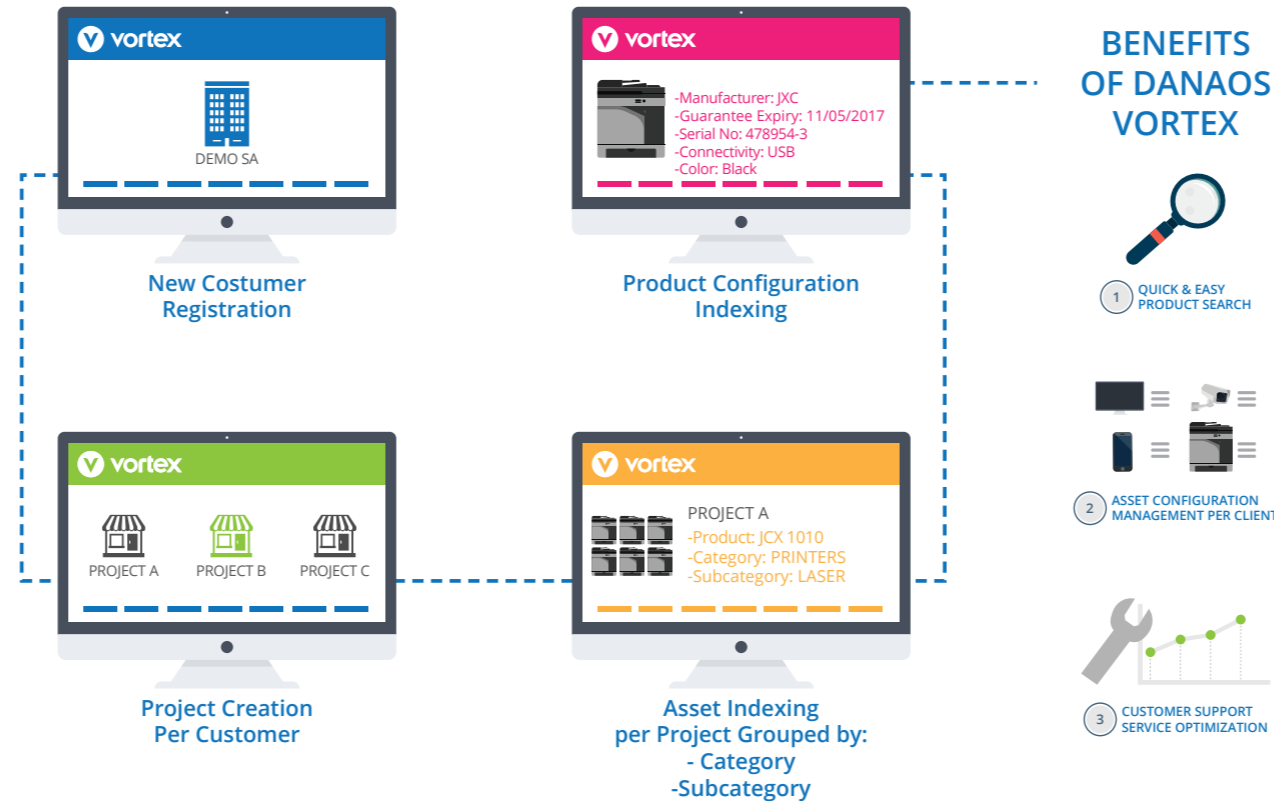 vortex
DEMO SA
New Costumer
Registration
vortex
-Manufacturer: JXC
-Guarantee Expiry: 11/05/2017
-Serial No: 478954-3
-Connectivity: USB
-Color: Black
Product Configuration
Indexing
vortex
PROJECT A
PROJECT B
PROJECT C
Project Creation
Per Customer
vortex
PROJECT A
-Product: JCX 1010
-Category: PRINTERS
-Subcategory: LASER
Asset Indexing
per Project Grouped by:
- Category
-Subcategory
BENEFITS
OF DANAOS
VORTEX
1 QUICK & EASY
PRODUCT SEARCH
2 ASSET CONFIGURATION
MANAGEMENT PER CLIENT
3 CUSTOMER SUPPORT
SERVICE OPTIMIZATION